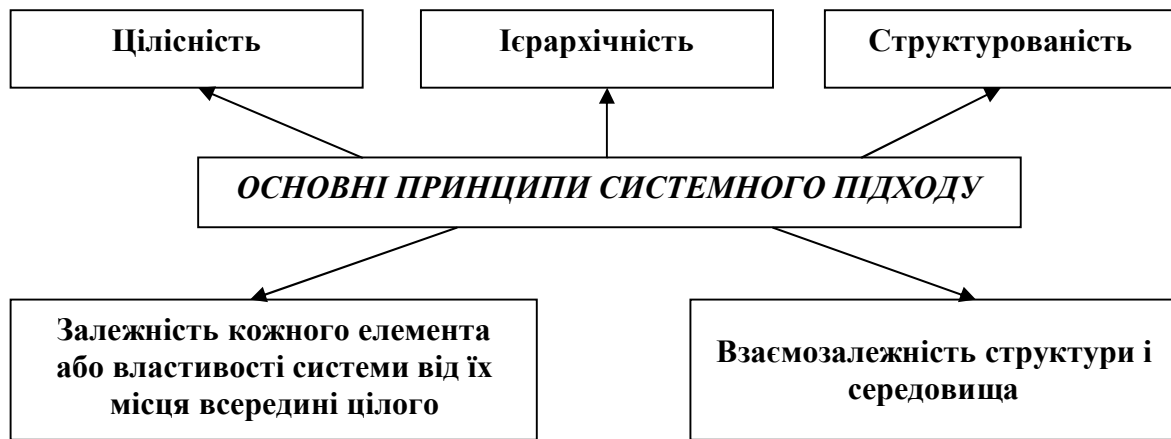 Цілісність
Ієрархічність
Структурованість
ОСНОВНІ ПРИНЦИПИ СИСТЕМНОГО ПІДХОДУ
Залежність кожного елемента
або властивості системи від їх
місця всередині цілого
Взаємозалежність структури і
середовища